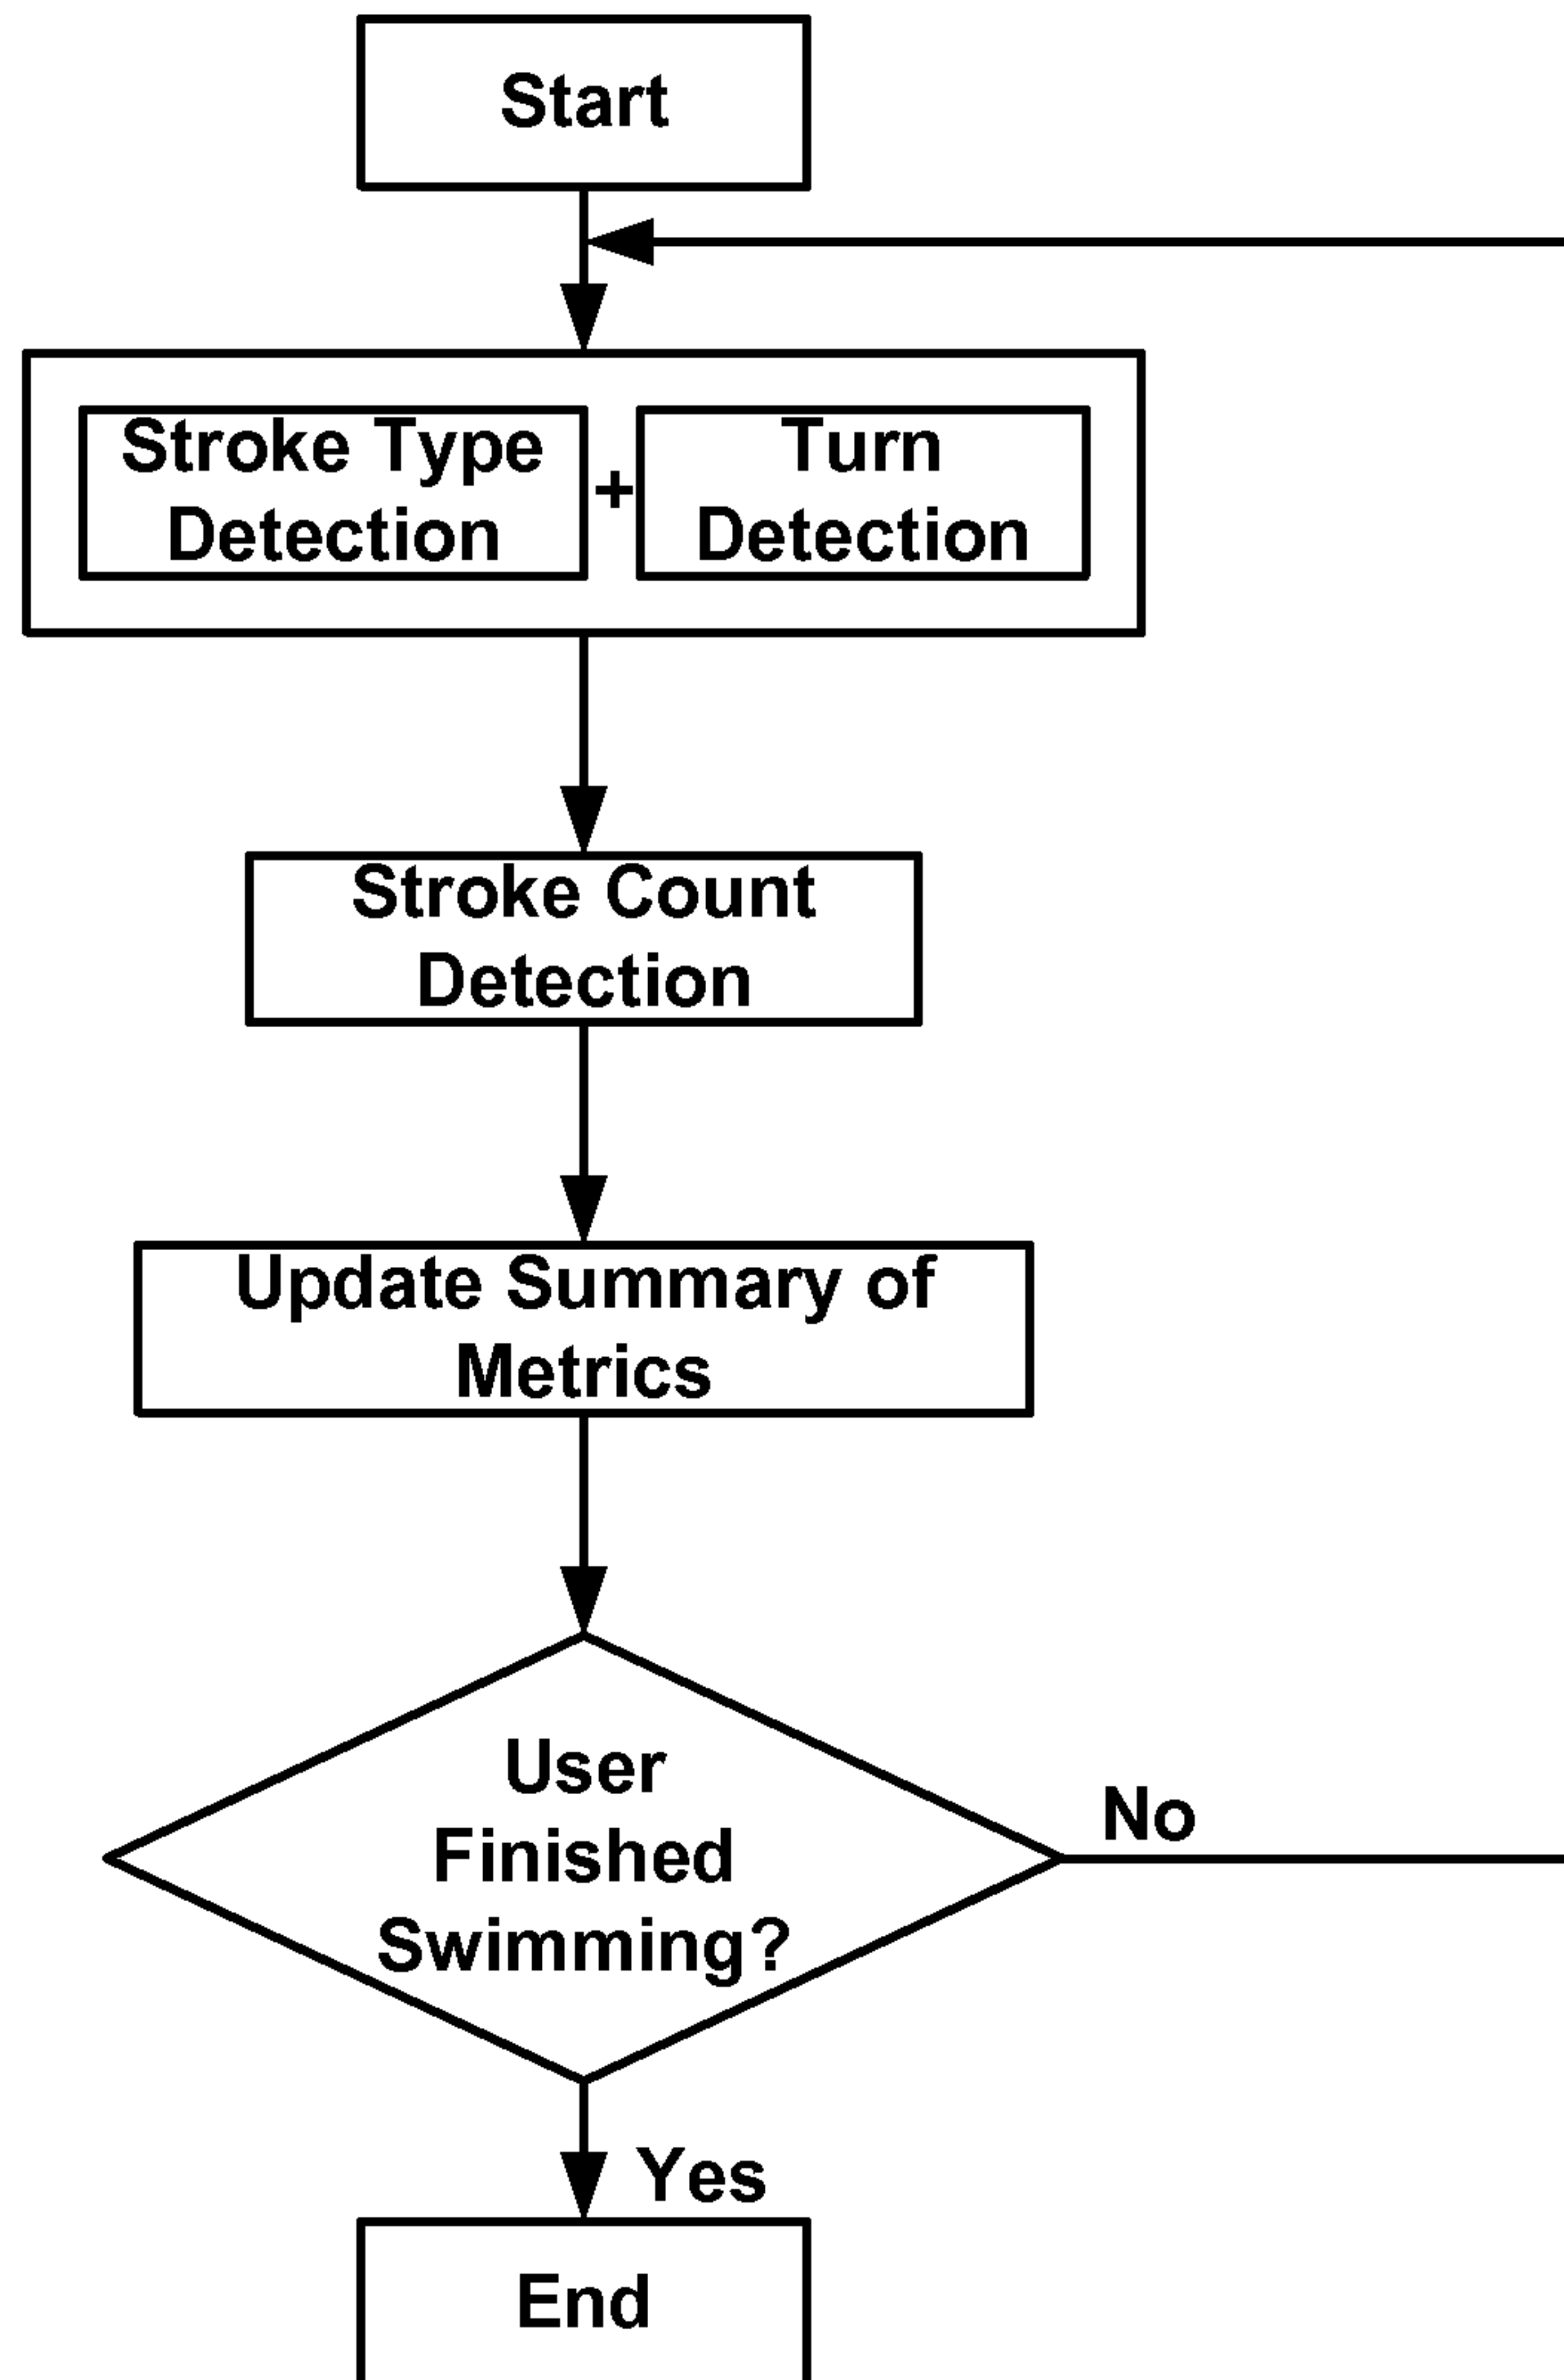 Start
Stroke Type
Detection
+
Turn
Detection
Stroke Count
Detection
Update Summary of
Metrics
User
Finished
Swimming?
No
Yes
End